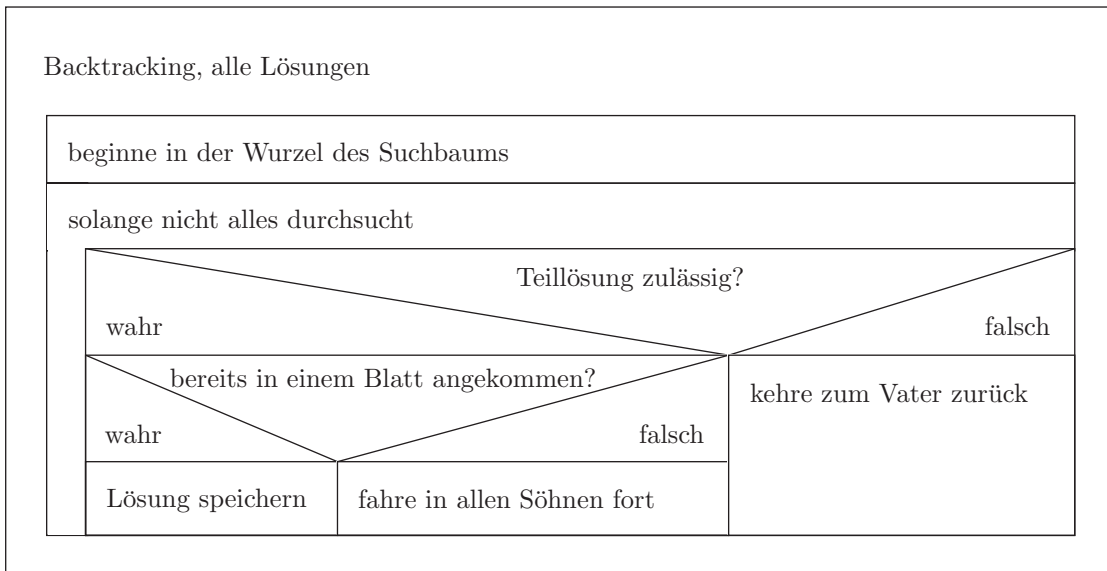 Backtracking, alle Lösungen
beginne in der Wurzel des Suchbaums
solange nicht alles durchsucht
Teillösung zulässig?
wahr
falsch
bereits in einem Blatt angekommen?
kehre zum Vater zurück
wahr
falsch
Lösung speichern
fahre in allen Söhnen fort